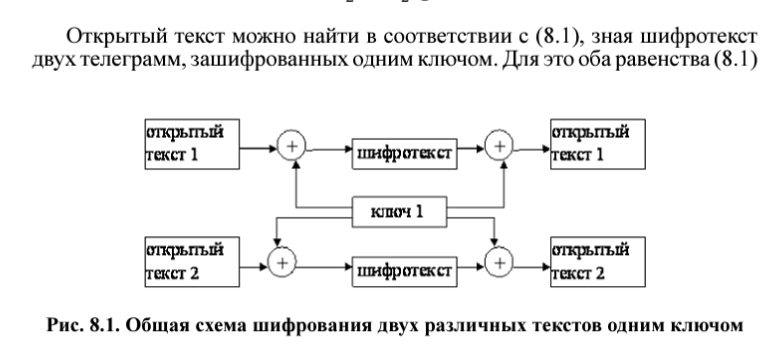 Открытый текст можно найти в соответствии с (8.1), зная шифротекст
двух телеграмм, зашифрованных одним ключом. Для это оба равенства (8.1)
открытый
текст 1
+
шифротекст
+
открытый
текст 1
ключ 1
открытый
текст 2
+
шифротекст
+
открытый
текст 2
Рис. 8.1. Общая схема шифрования двух различных текстов одним ключом